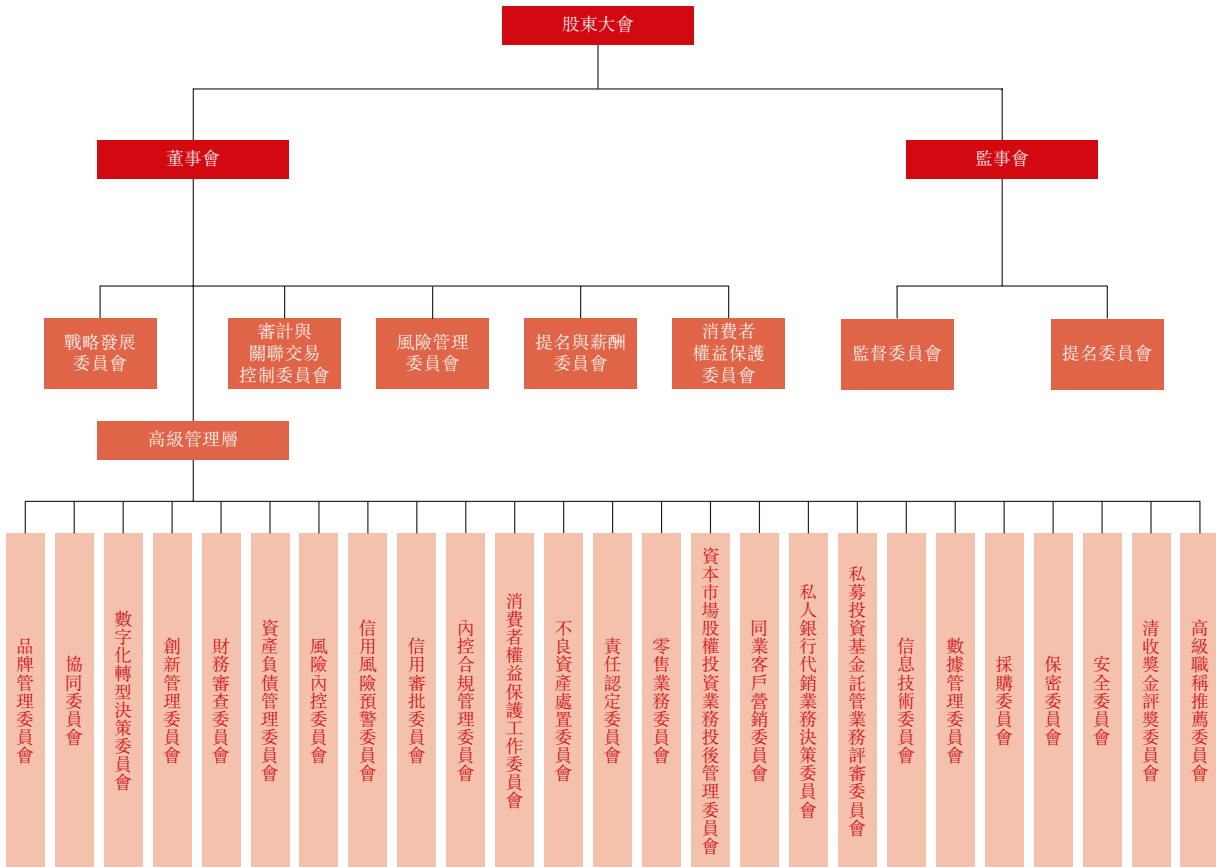 股東大會
董事會
監事會
戰略發展
委員會
審計與
關聯交易
控制委員會
風險管理
委員會
提名與薪酬
委員會
消費者
權益保護
委員會
監督委員會
提名委員會
高級管理層
品牌管理委員會
協同委員會
數字化轉型決策委員會
創新管理委員會
財務審查委員會
資產負債管理委員會
風險內控委員會
信用風險預警委員會
信用審批委員會
內控合規管理委員會
消費者權益保護工作委員會
不良資產處置委員會
責任認定委員會
零售業務委員會
資本市場股權投資業務投後管理委員會
同業客戶營銷委員會
私人銀行代銷業務決策委員會
私募投資基金託管業務評審委員會
信息技術委員會
數據管理委員會
採購委員會
保密委員會
安全委員會
清收獎金評獎委員會
高級職稱推薦委員會